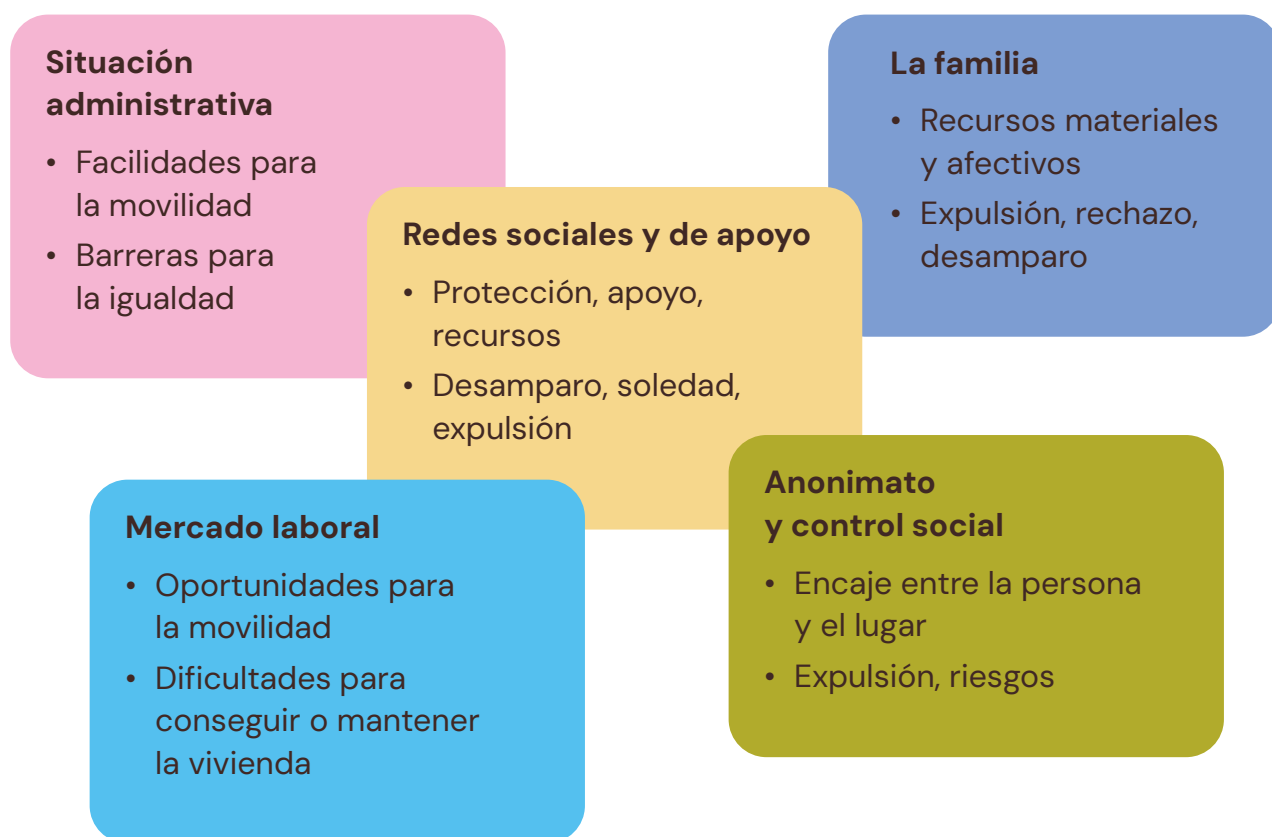 Situación
administrativa
• Facilidades para
la movilidad
• Barreras para
la igualdad
La familia
• Recursos materiales
y afectivos
• Expulsión, rechazo,
desamparo
Redes sociales y de apoyo
• Protección, apoyo,
recursos
• Desamparo, soledad,
expulsión
Mercado laboral
• Oportunidades para
la movilidad
• Dificultades para
conseguir o mantener
la vivienda
Anonimato
y control social
• Encaje entre la persona
y el lugar
• Expulsión, riesgos